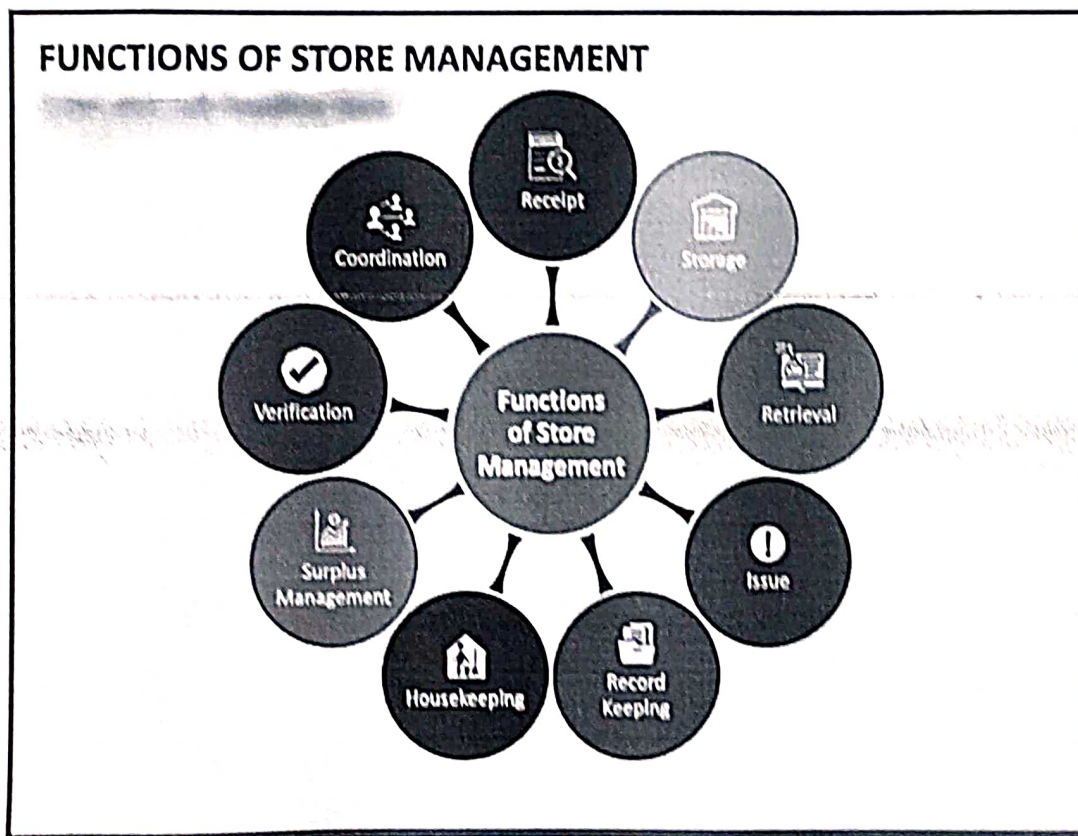 FUNCTIONS OF STORE MANAGEMENT
Receipt
Storage
Retrieval
Issue
Record
Keeping
Housekeeping
Surplus
Management
Verification
Coordination
Functions
of Store
Management